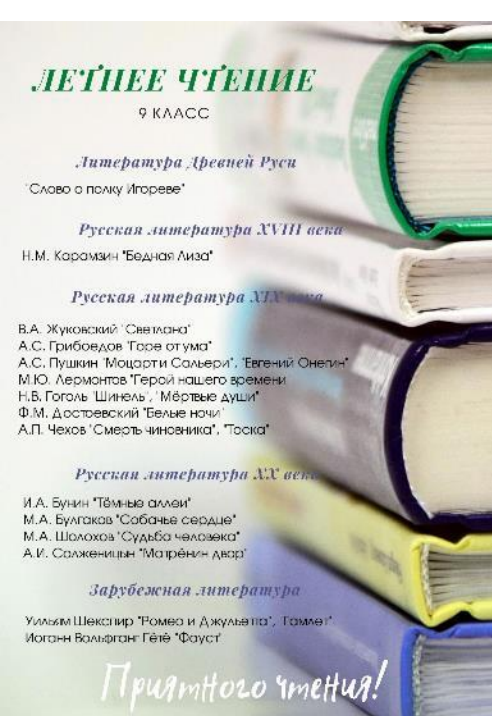 ЛЕТНЕЕ ЧТЕНИЕ
9 КЛАСС
Литература Древней Руси
"Слово о полку Игореве"
Русская литература XVIII века
Н.М. Карамзин "Бедная Лиза"
Русская литература XIX века
В.А. Жуковский "Светлана"
А.С. Грибоедов "Горе от ума"
А.С. Пушкин "Моцарт и Сальери", "Евгений Онегин"
М.Ю. Лермонтов "Герой нашего времени
Н.В. Гоголь "Шинель", "Мёртвые души"
Ф.М. Достоевский "Белые ночи"
А.П. Чехов "Смерть чиновника", "Тоска"
Русская литература XX века
И.А. Бунин "Тёмные аллеи"
М.А. Булгаков "Собачье сердце"
М.А. Шолохов "Судьба человека"
А.И. Солженицын "Матрёнин двор"
Зарубежная литература
Уильям Шекспир "Ромео и Джульетта", "Гамлет"
Иоганн Вольфганг Гёте "Фауст"
Приятного чтения!